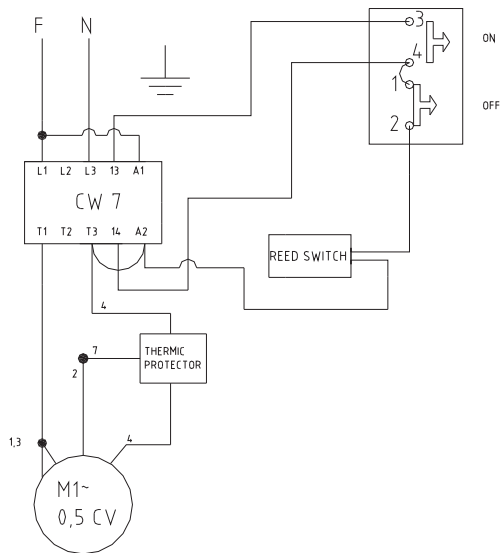 F N
3
ON
4
1
OFF
2
L1 L2 L3 13 A1
CW 7
T1 T2 T3 14 A2
REED SWITCH
4
7
THERMIC
PROTECTOR
2
1,3
4
M1~
0,5 CV